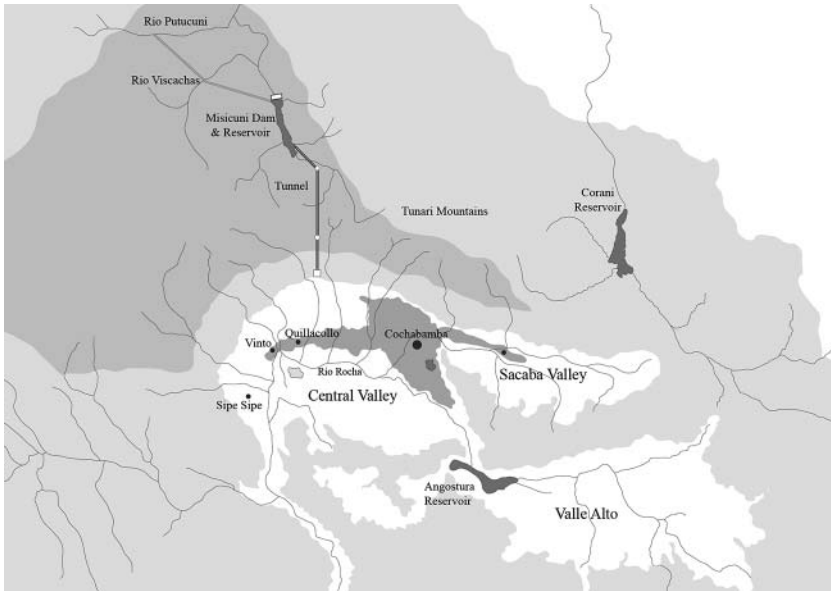 Rio Putucuni
Rio Viscachas
Misicuni Dam
& Reservoir
Tunnel
Tunari Mountains
Corani
Reservoir
Quillacollo
Vinto
Cochabamba
Rio Rocha
Sacaba Valley
Central Valley
Sipe Sipe
Angostura
Reservoir
Valle Alto